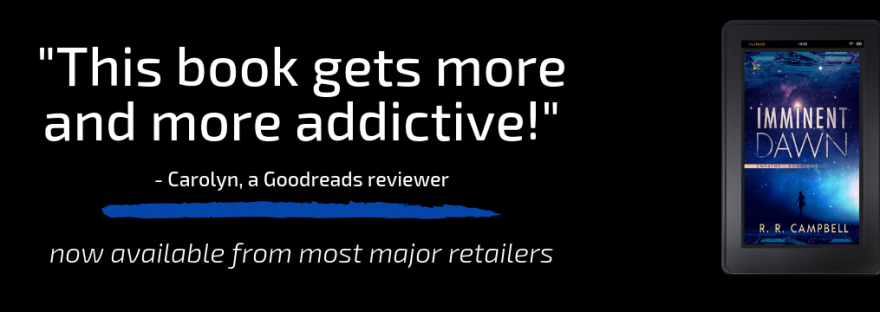 "This book gets more
and more addictive!"
- Carolyn, a Goodreads reviewer
now available from most major retailers
IMMINENT
DAWN
R. R. CAMPBELL